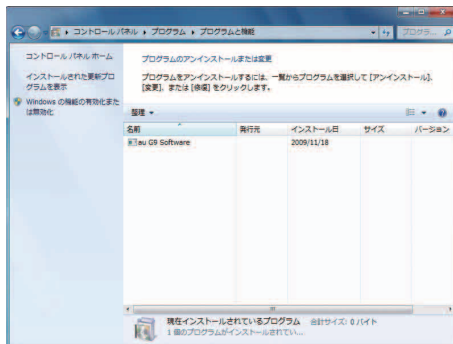 コントロール パネル ▸ プログラム ▸ プログラムと機能
プログラ...
コントロール パネル ホーム
インストールされた更新プロ
グラムを表示
Windows の機能の有効化また
は無効化
プログラムのアンインストールまたは変更
プログラムをアンインストールするには、一覧からプログラムを選択して [アンインストール]、
[変更]、または [修復] をクリックします。
整理
名前 発行元 インストール日 サイズ バージョン
au G9 Software 2009/11/18
現在インストールされているプログラム 合計サイズ: 0 バイト
1 個のプログラムがインストールされてい...